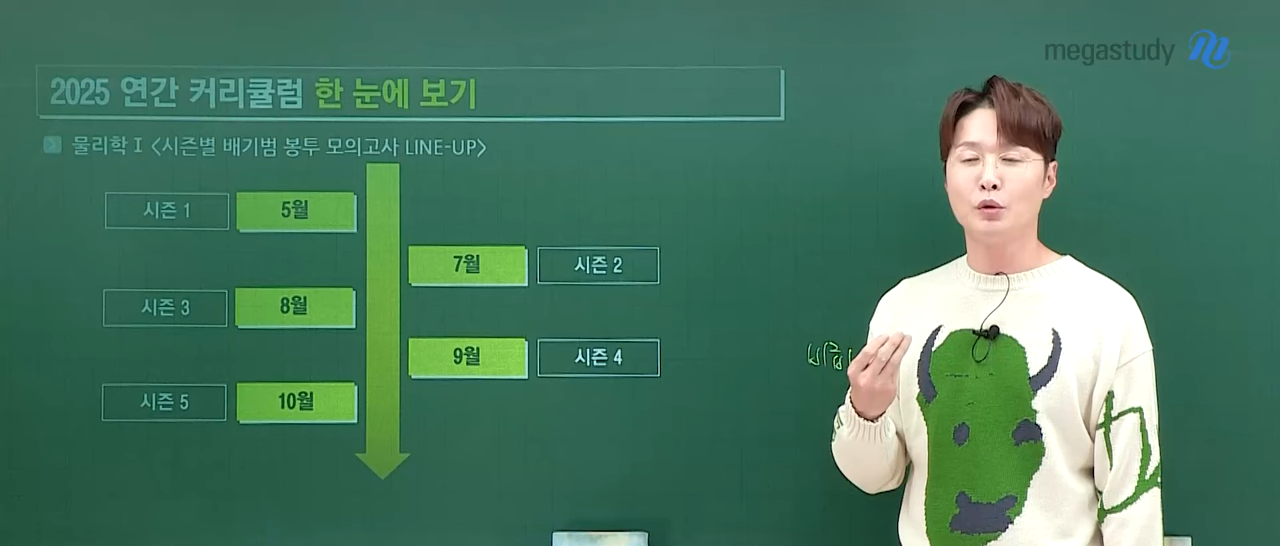 megastudy
2025 연간 커리큘럼 한 눈에 보기
물리학 I <시즌별 배기범 봉투 모의고사 LINE-UP>
시즌 1 5월
7월 시즌 2
시즌 3 8월
9월 시즌 4
시즌 5 10월